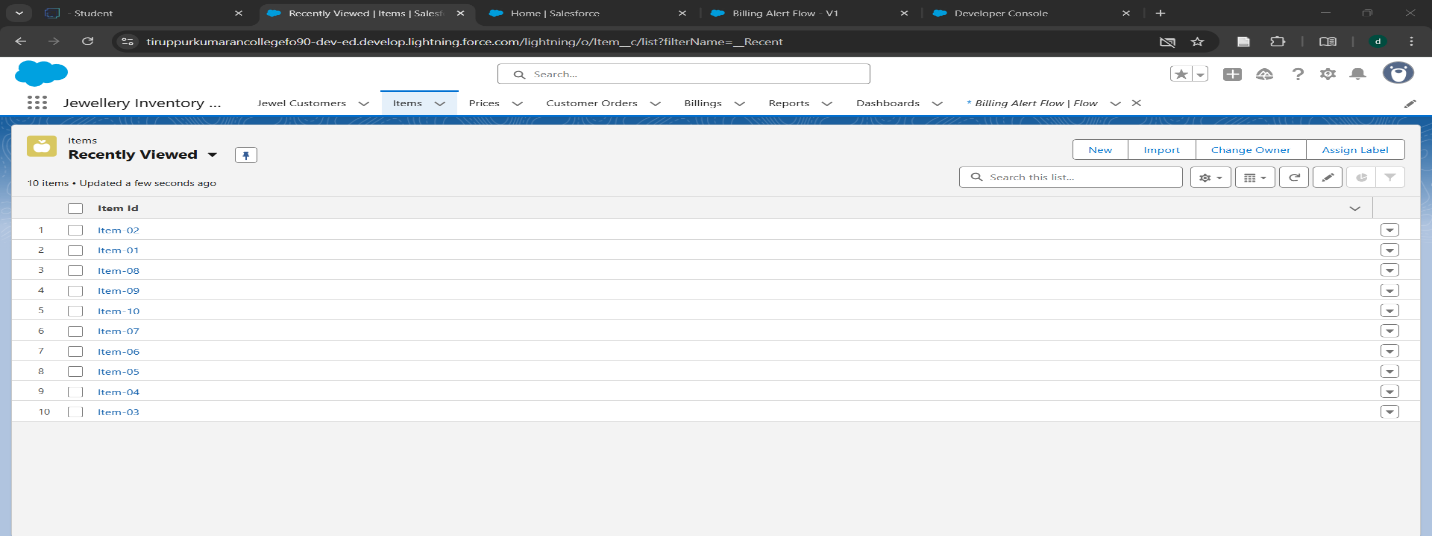 - Student
Recently Viewed | Items | Salesf
Home | Salesforce
Billing Alert Flow - V1
Developer Console
tiruppurkumarancollegefo90-dev-ed.develop.lightning.force.com/lightning/o/Item__c/list?filterName=__Recent
d
Search...
Jewellery Inventory ...
Jewel Customers
Items
Prices
Customer Orders
Billings
Reports
Dashboards
* Billing Alert Flow | Flow
Items
Recently Viewed
New
Import
Change Owner
Assign Label
10 items • Updated a few seconds ago
Search this list...
Item Id
1 Item-02
2 Item-01
3 Item-08
4 Item-09
5 Item-10
6 Item-07
7 Item-06
8 Item-05
9 Item-04
10 Item-03